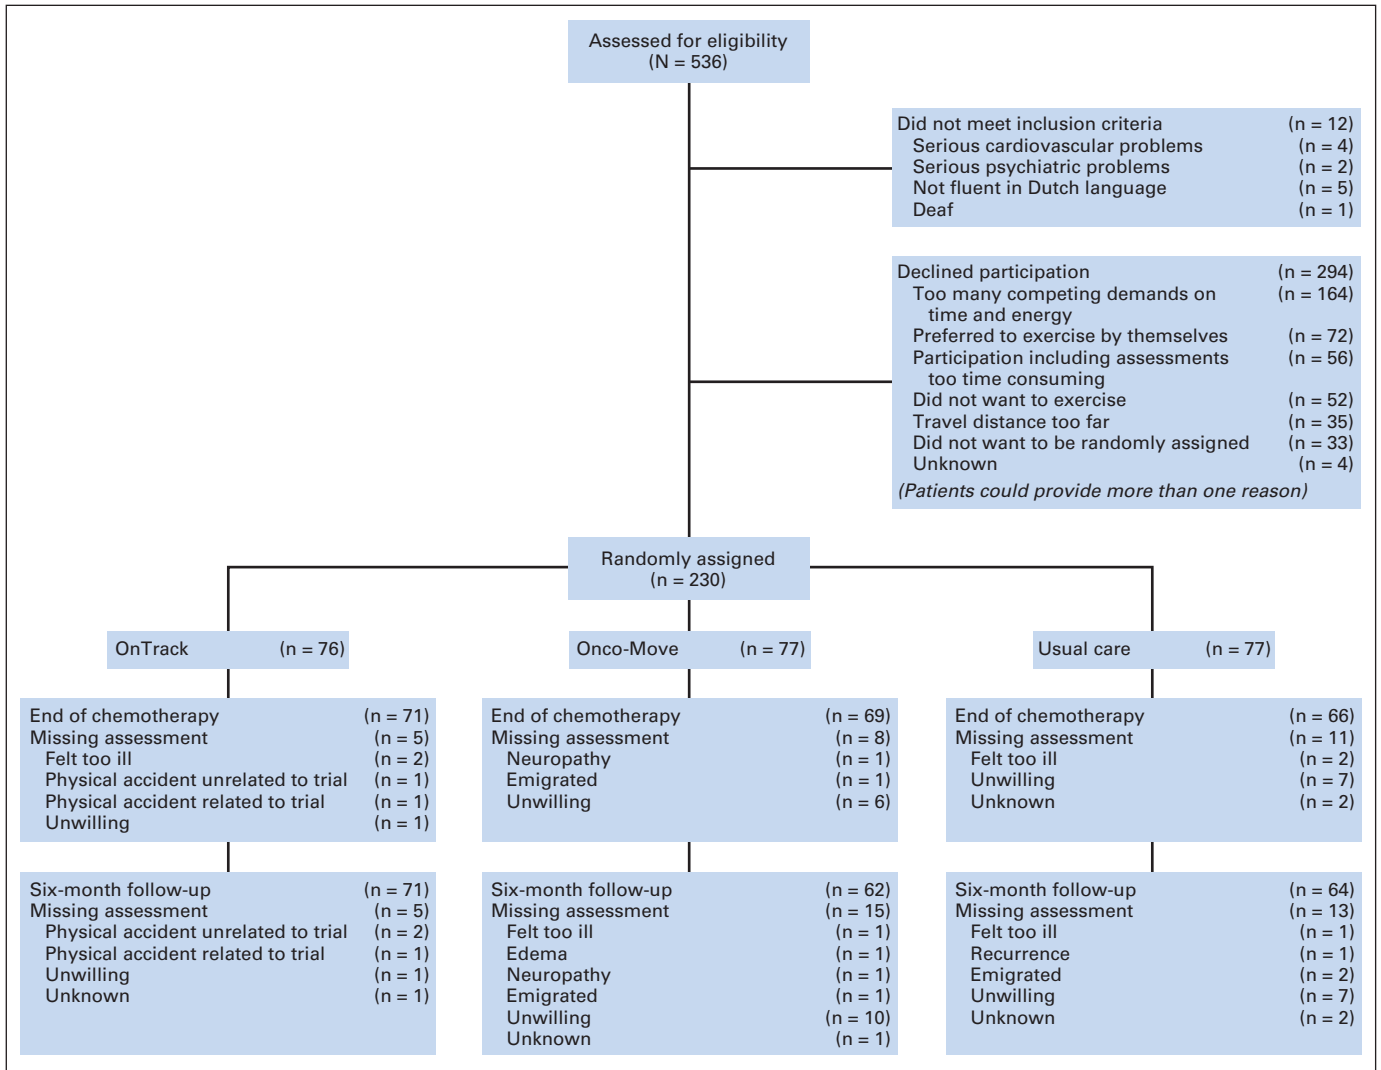 Assessed for eligibility
(N = 536)
Did not meet inclusion criteria (n = 12)
Serious cardiovascular problems (n = 4)
Serious psychiatric problems (n = 2)
Not fluent in Dutch language (n = 5)
Deaf (n = 1)
Declined participation (n = 294)
Too many competing demands on (n = 164)
time and energy
Preferred to exercise by themselves (n = 72)
Participation including assessments (n = 56)
too time consuming
Did not want to exercise (n = 52)
Travel distance too far (n = 35)
Did not want to be randomly assigned (n = 33)
Unknown (n = 4)
(Patients could provide more than one reason)
Randomly assigned
(n = 230)
OnTrack (n = 76)
Onco-Move (n = 77)
Usual care (n = 77)
End of chemotherapy (n = 71)
Missing assessment (n = 5)
Felt too ill (n = 2)
Physical accident unrelated to trial (n = 1)
Physical accident related to trial (n = 1)
Unwilling (n = 1)
End of chemotherapy (n = 69)
Missing assessment (n = 8)
Neuropathy (n = 1)
Emigrated (n = 1)
Unwilling (n = 6)
End of chemotherapy (n = 66)
Missing assessment (n = 11)
Felt too ill (n = 2)
Unwilling (n = 7)
Unknown (n = 2)
Six-month follow-up (n = 71)
Missing assessment (n = 5)
Physical accident unrelated to trial (n = 2)
Physical accident related to trial (n = 1)
Unwilling (n = 1)
Unknown (n = 1)
Six-month follow-up (n = 62)
Missing assessment (n = 15)
Felt too ill (n = 1)
Edema (n = 1)
Neuropathy (n = 1)
Emigrated (n = 1)
Unwilling (n = 10)
Unknown (n = 1)
Six-month follow-up (n = 64)
Missing assessment (n = 13)
Felt too ill (n = 1)
Recurrence (n = 1)
Emigrated (n = 2)
Unwilling (n = 7)
Unknown (n = 2)